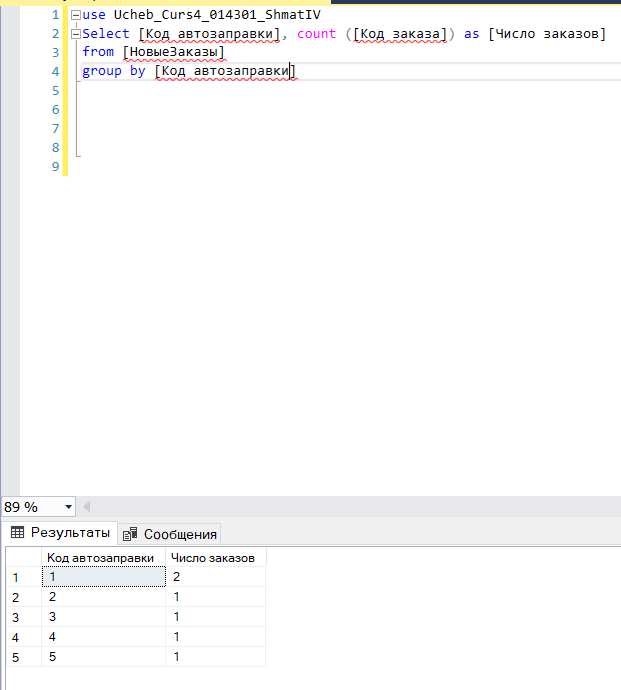 1 use Ucheb_Curs4_014301_ShmatIV
2 Select [Код автозаправки], count ([Код заказа]) as [Число заказов]
3 from [НовыеЗаказы]
4 group by [Код автозаправки]
5
6
7
8
9
89 %
Результаты Сообщения
Код автозаправки Число заказов
1 1 2
2 2 1
3 3 1
4 4 1
5 5 1